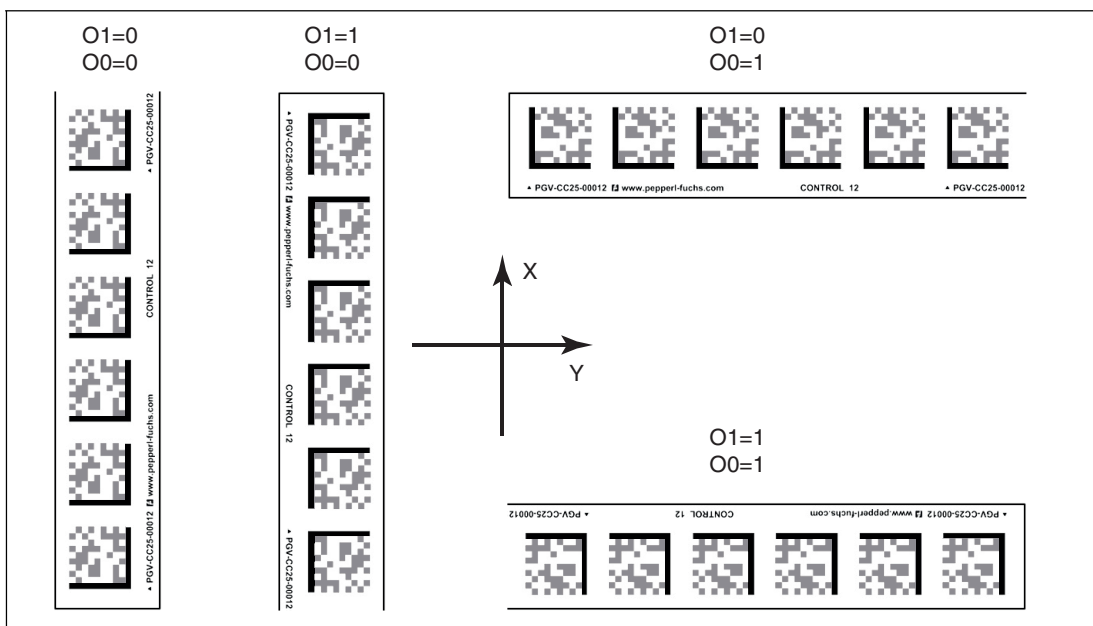 O1=0
O0=0
O1=1
O0=0
O1=0
O0=1
▲ PGV-CC25-00012 www.pepperl-fuchs.com CONTROL 12 ▲ PGV-CC25-00012
▲ PGV-CC25-00012 www.pepperl-fuchs.com CONTROL 12 ▲ PGV-CC25-00012
▲ PGV-CC25-00012 www.pepperl-fuchs.com CONTROL 12 ▲ PGV-CC25-00012
X
Y
O1=1
O0=1
▲ PGV-CC25-00012 www.pepperl-fuchs.com CONTROL 12 ▲ PGV-CC25-00012